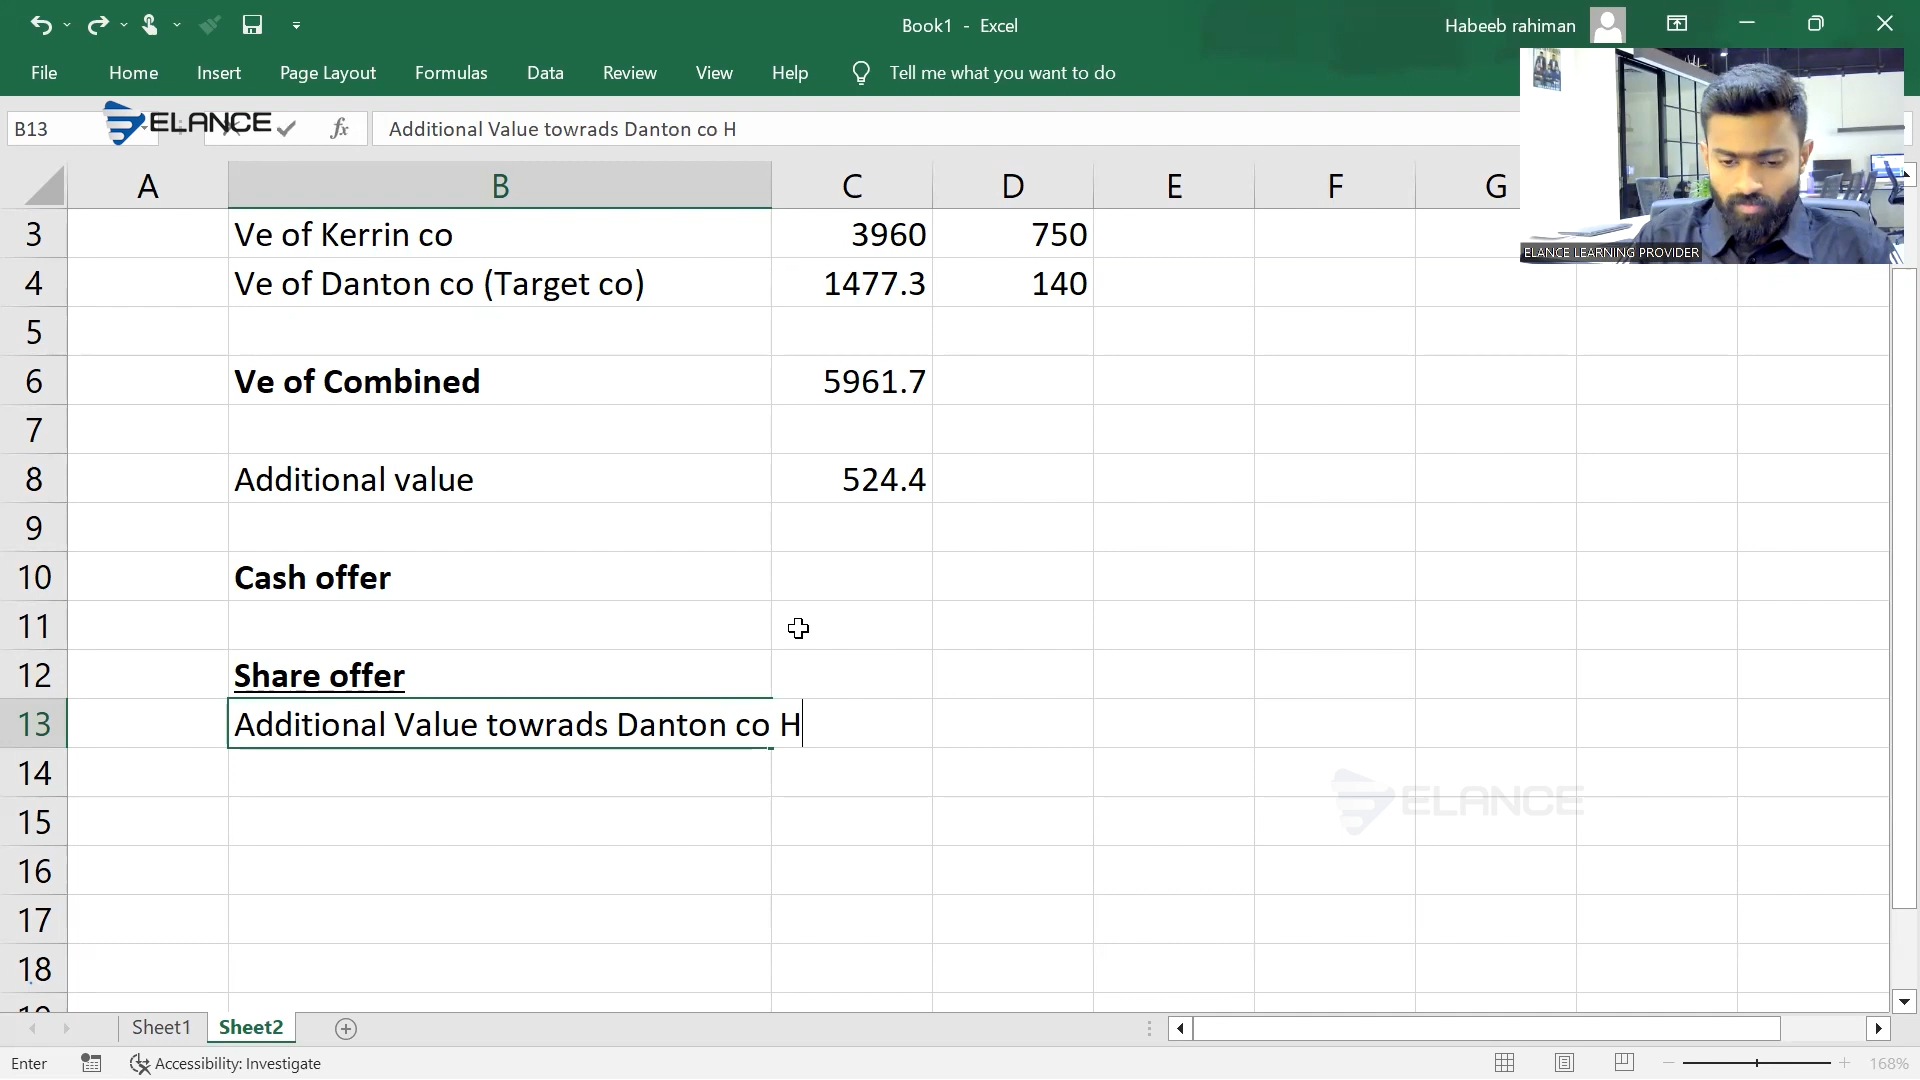 Book1 - Excel
Habeeb rahiman
File Home Insert Page Layout Formulas Data Review View Help Tell me what you want to do
B13 ELANCE fx Additional Value towrads Danton co H
ELANCE LEARNING PROVIDER
A B C D E F G
3 Ve of Kerrin co 3960 750
4 Ve of Danton co (Target co) 1477.3 140
5
6 Ve of Combined 5961.7
7
8 Additional value 524.4
9
10 Cash offer
11
12 Share offer
13 Additional Value towrads Danton co H
14
ELANCE
15
16
17
18
Sheet1 Sheet2
Enter Accessibility: Investigate 168%